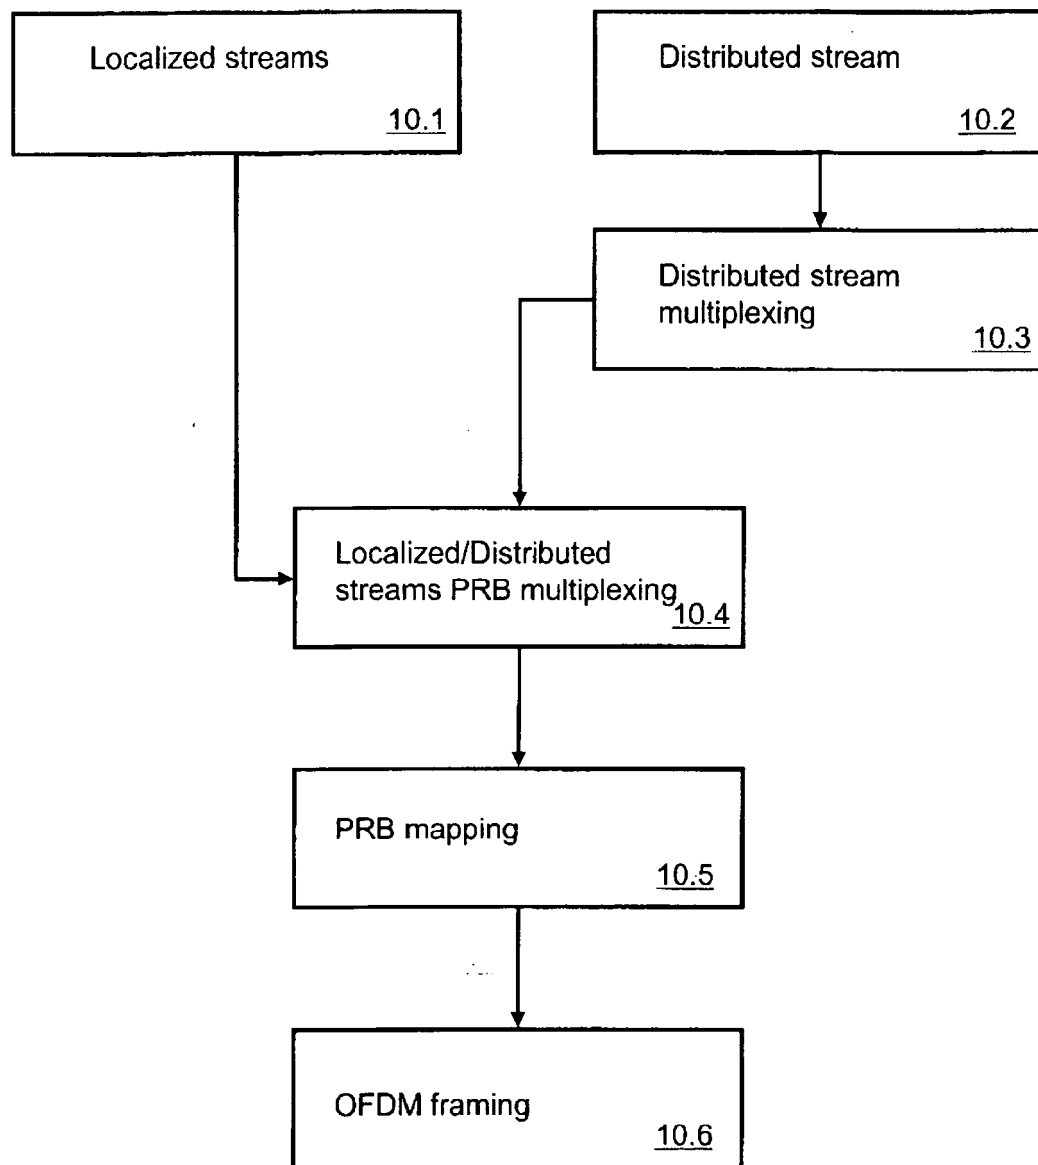 Localized streams
10.1
Distributed stream
10.2
Distributed stream
multiplexing
10.3
Localized/Distributed
streams PRB multiplexing
10.4
PRB mapping
10.5
OFDM framing
10.6